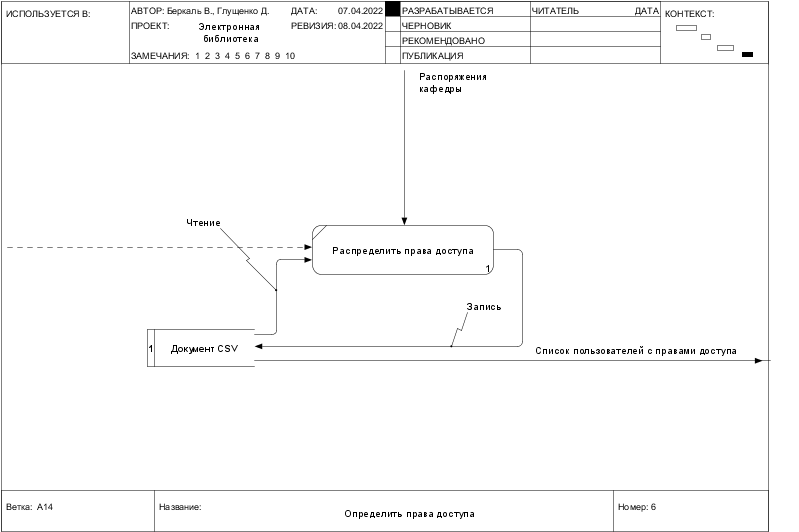 ИСПОЛЬЗУЕТСЯ В:
АВТОР: Беркаль В., Глущенко Д.
ДАТА: 07.04.2022
РАЗРАБАТЫВАЕТСЯ
ЧИТАТЕЛЬ
ДАТА
КОНТЕКСТ:
ПРОЕКТ: Электронная
библиотека
РЕВИЗИЯ: 08.04.2022
ЧЕРНОВИК
РЕКОМЕНДОВАНО
ЗАМЕЧАНИЯ: 1 2 3 4 5 6 7 8 9 10
ПУБЛИКАЦИЯ
Распоряжения
кафедры
Чтение
Распределить права доступа
1
Запись
1 Документ CSV
Список пользователей с правами доступа
Ветка: A14
Название:
Определить права доступа
Номер: 6